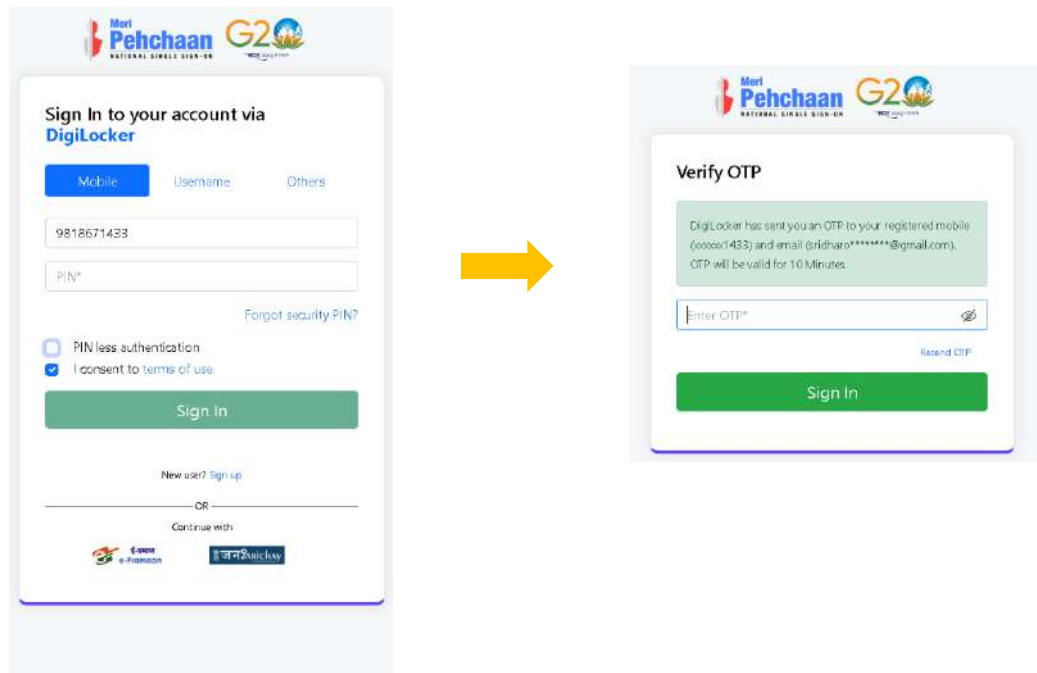 Meri
Pehchaan
NATIONAL SINGLE SIGN-ON
G20
Sign In to your account via
DigiLocker
Mobile
Username
Others
9818671433
PIN*
Forgot security PIN?
PIN less authentication
I consent to terms of use.
Sign In
New user? Sign up
OR
Continue with
ई-प्रमाण
e-Pramaan
Meri
Pehchaan
NATIONAL SINGLE SIGN-ON
G20
Verify OTP
DigiLocker has sent you an OTP to your registered mobile
(xxxxxx1433) and email (sridharo********@gmail.com).
OTP will be valid for 10 Minutes.
Enter OTP*
Resend OTP
Sign In